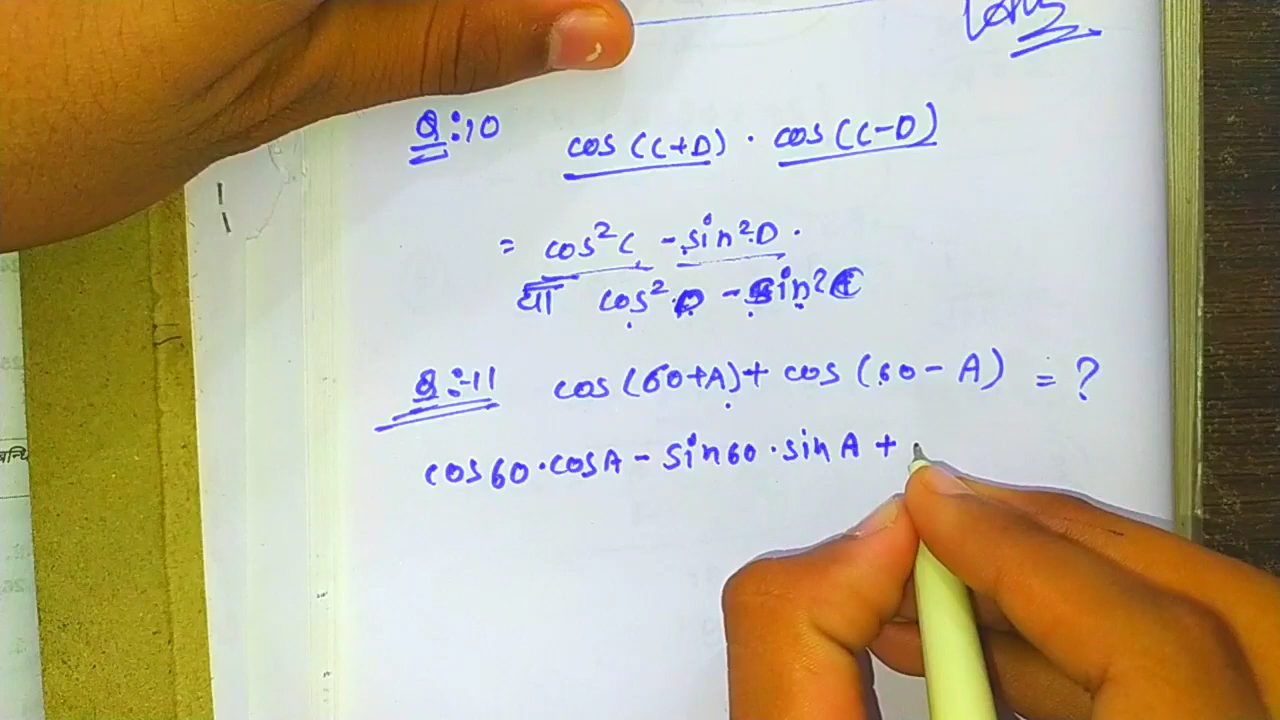 Q:10 cos(C+D) · cos(C-D)
= cos²C - sin²D.
या cos²D - sin²C
Q:-11 cos(60+A)+ cos(60-A) = ?
cos60·cosA - sin60·sinA +